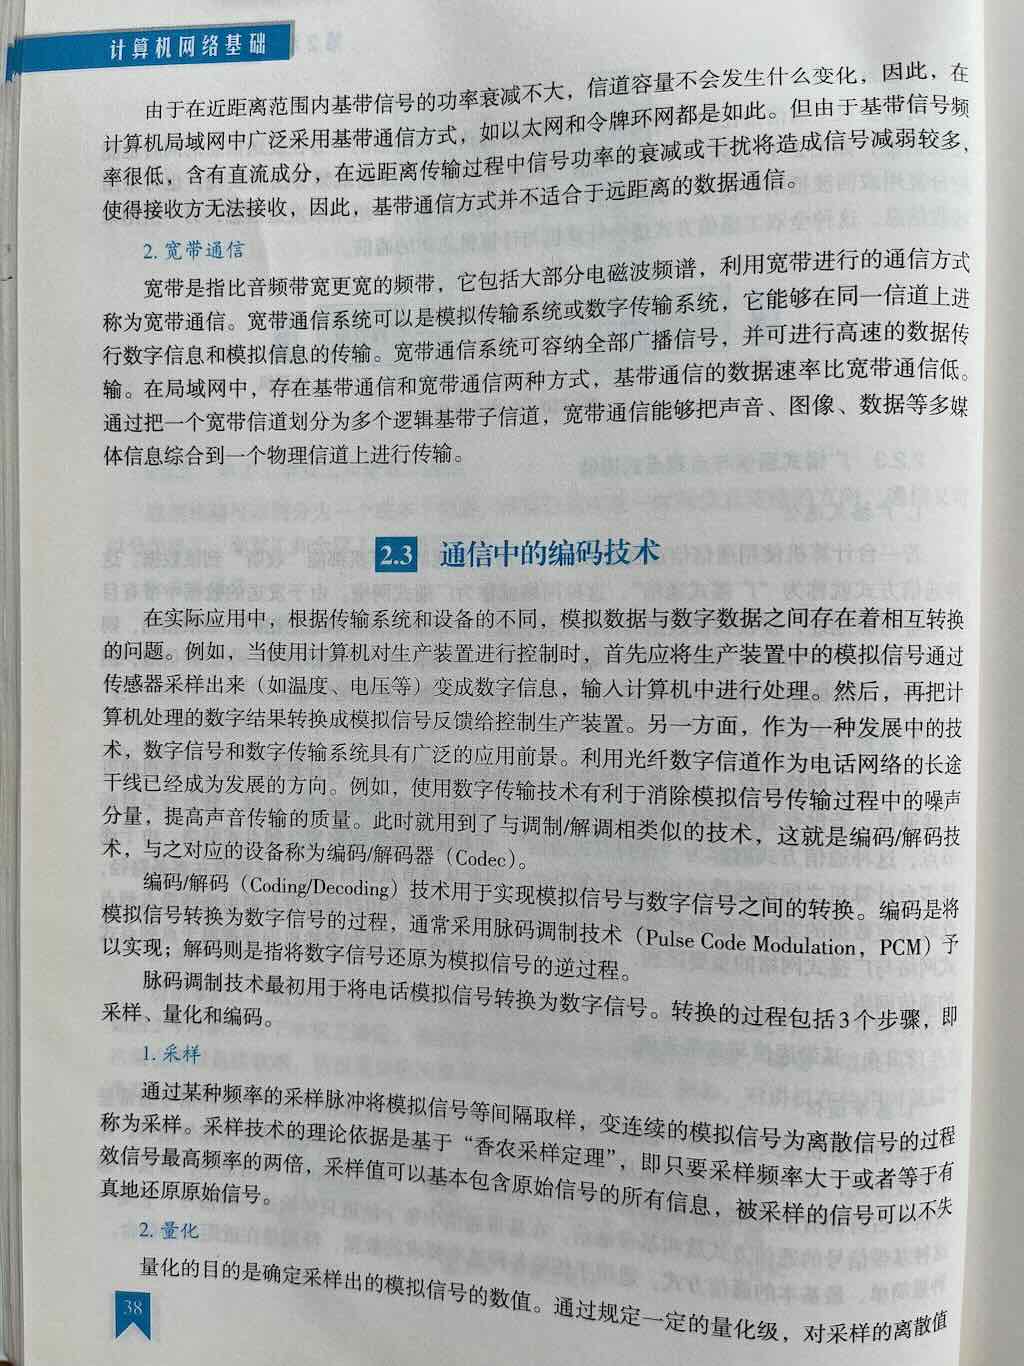 计算机网络基础
由于在近距离范围内基带信号的功率衰减不大，信道容量不会发生什么变化，因此，在
计算机局域网中广泛采用基带通信方式，如以太网和令牌环网都是如此。但由于基带信号频
率很低，含有直流成分，在远距离传输过程中信号功率的衰减或干扰将造成信号减弱较多，
使得接收方无法接收，因此，基带通信方式并不适合于远距离的数据通信。
2. 宽带通信
宽带是指比音频带宽更宽的频带，它包括大部分电磁波频谱，利用宽带进行的通信方式
称为宽带通信。宽带通信系统可以是模拟传输系统或数字传输系统，它能够在同一信道上进
行数字信息和模拟信息的传输。宽带通信系统可容纳全部广播信号，并可进行高速的数据传
输。在局域网中，存在基带通信和宽带通信两种方式，基带通信的数据速率比宽带通信低。
通过把一个宽带信道划分为多个逻辑基带子信道，宽带通信能够把声音、图像、数据等多媒
体信息综合到一个物理信道上进行传输。
2.3 通信中的编码技术
在实际应用中，根据传输系统和设备的不同，模拟数据与数字数据之间存在着相互转换
的问题。例如，当使用计算机对生产装置进行控制时，首先应将生产装置中的模拟信号通过
传感器采样出来（如温度、电压等）变成数字信息，输入计算机中进行处理。然后，再把计
算机处理的数字结果转换成模拟信号反馈给控制生产装置。另一方面，作为一种发展中的技
术，数字信号和数字传输系统具有广泛的应用前景。利用光纤数字信道作为电话网络的长途
干线已经成为发展的方向。例如，使用数字传输技术有利于消除模拟信号传输过程中的噪声
分量，提高声音传输的质量。此时就用到了与调制/解调相类似的技术，这就是编码/解码技
术，与之对应的设备称为编码/解码器（Codec）。
编码/解码（Coding/Decoding）技术用于实现模拟信号与数字信号之间的转换。编码是将
模拟信号转换为数字信号的过程，通常采用脉码调制技术（Pulse Code Modulation，PCM）予
以实现；解码则是指将数字信号还原为模拟信号的逆过程。
脉码调制技术最初用于将电话模拟信号转换为数字信号。转换的过程包括3个步骤，即
采样、量化和编码。
1. 采样
通过某种频率的采样脉冲将模拟信号等间隔取样，变连续的模拟信号为离散信号的过程
称为采样。采样技术的理论依据是基于“香农采样定理”，即只要采样频率大于或者等于有
效信号最高频率的两倍，采样值可以基本包含原始信号的所有信息，被采样的信号可以不失
真地还原原始信号。
2. 量化
量化的目的是确定采样出的模拟信号的数值。通过规定一定的量化级，对采样的离散值
38